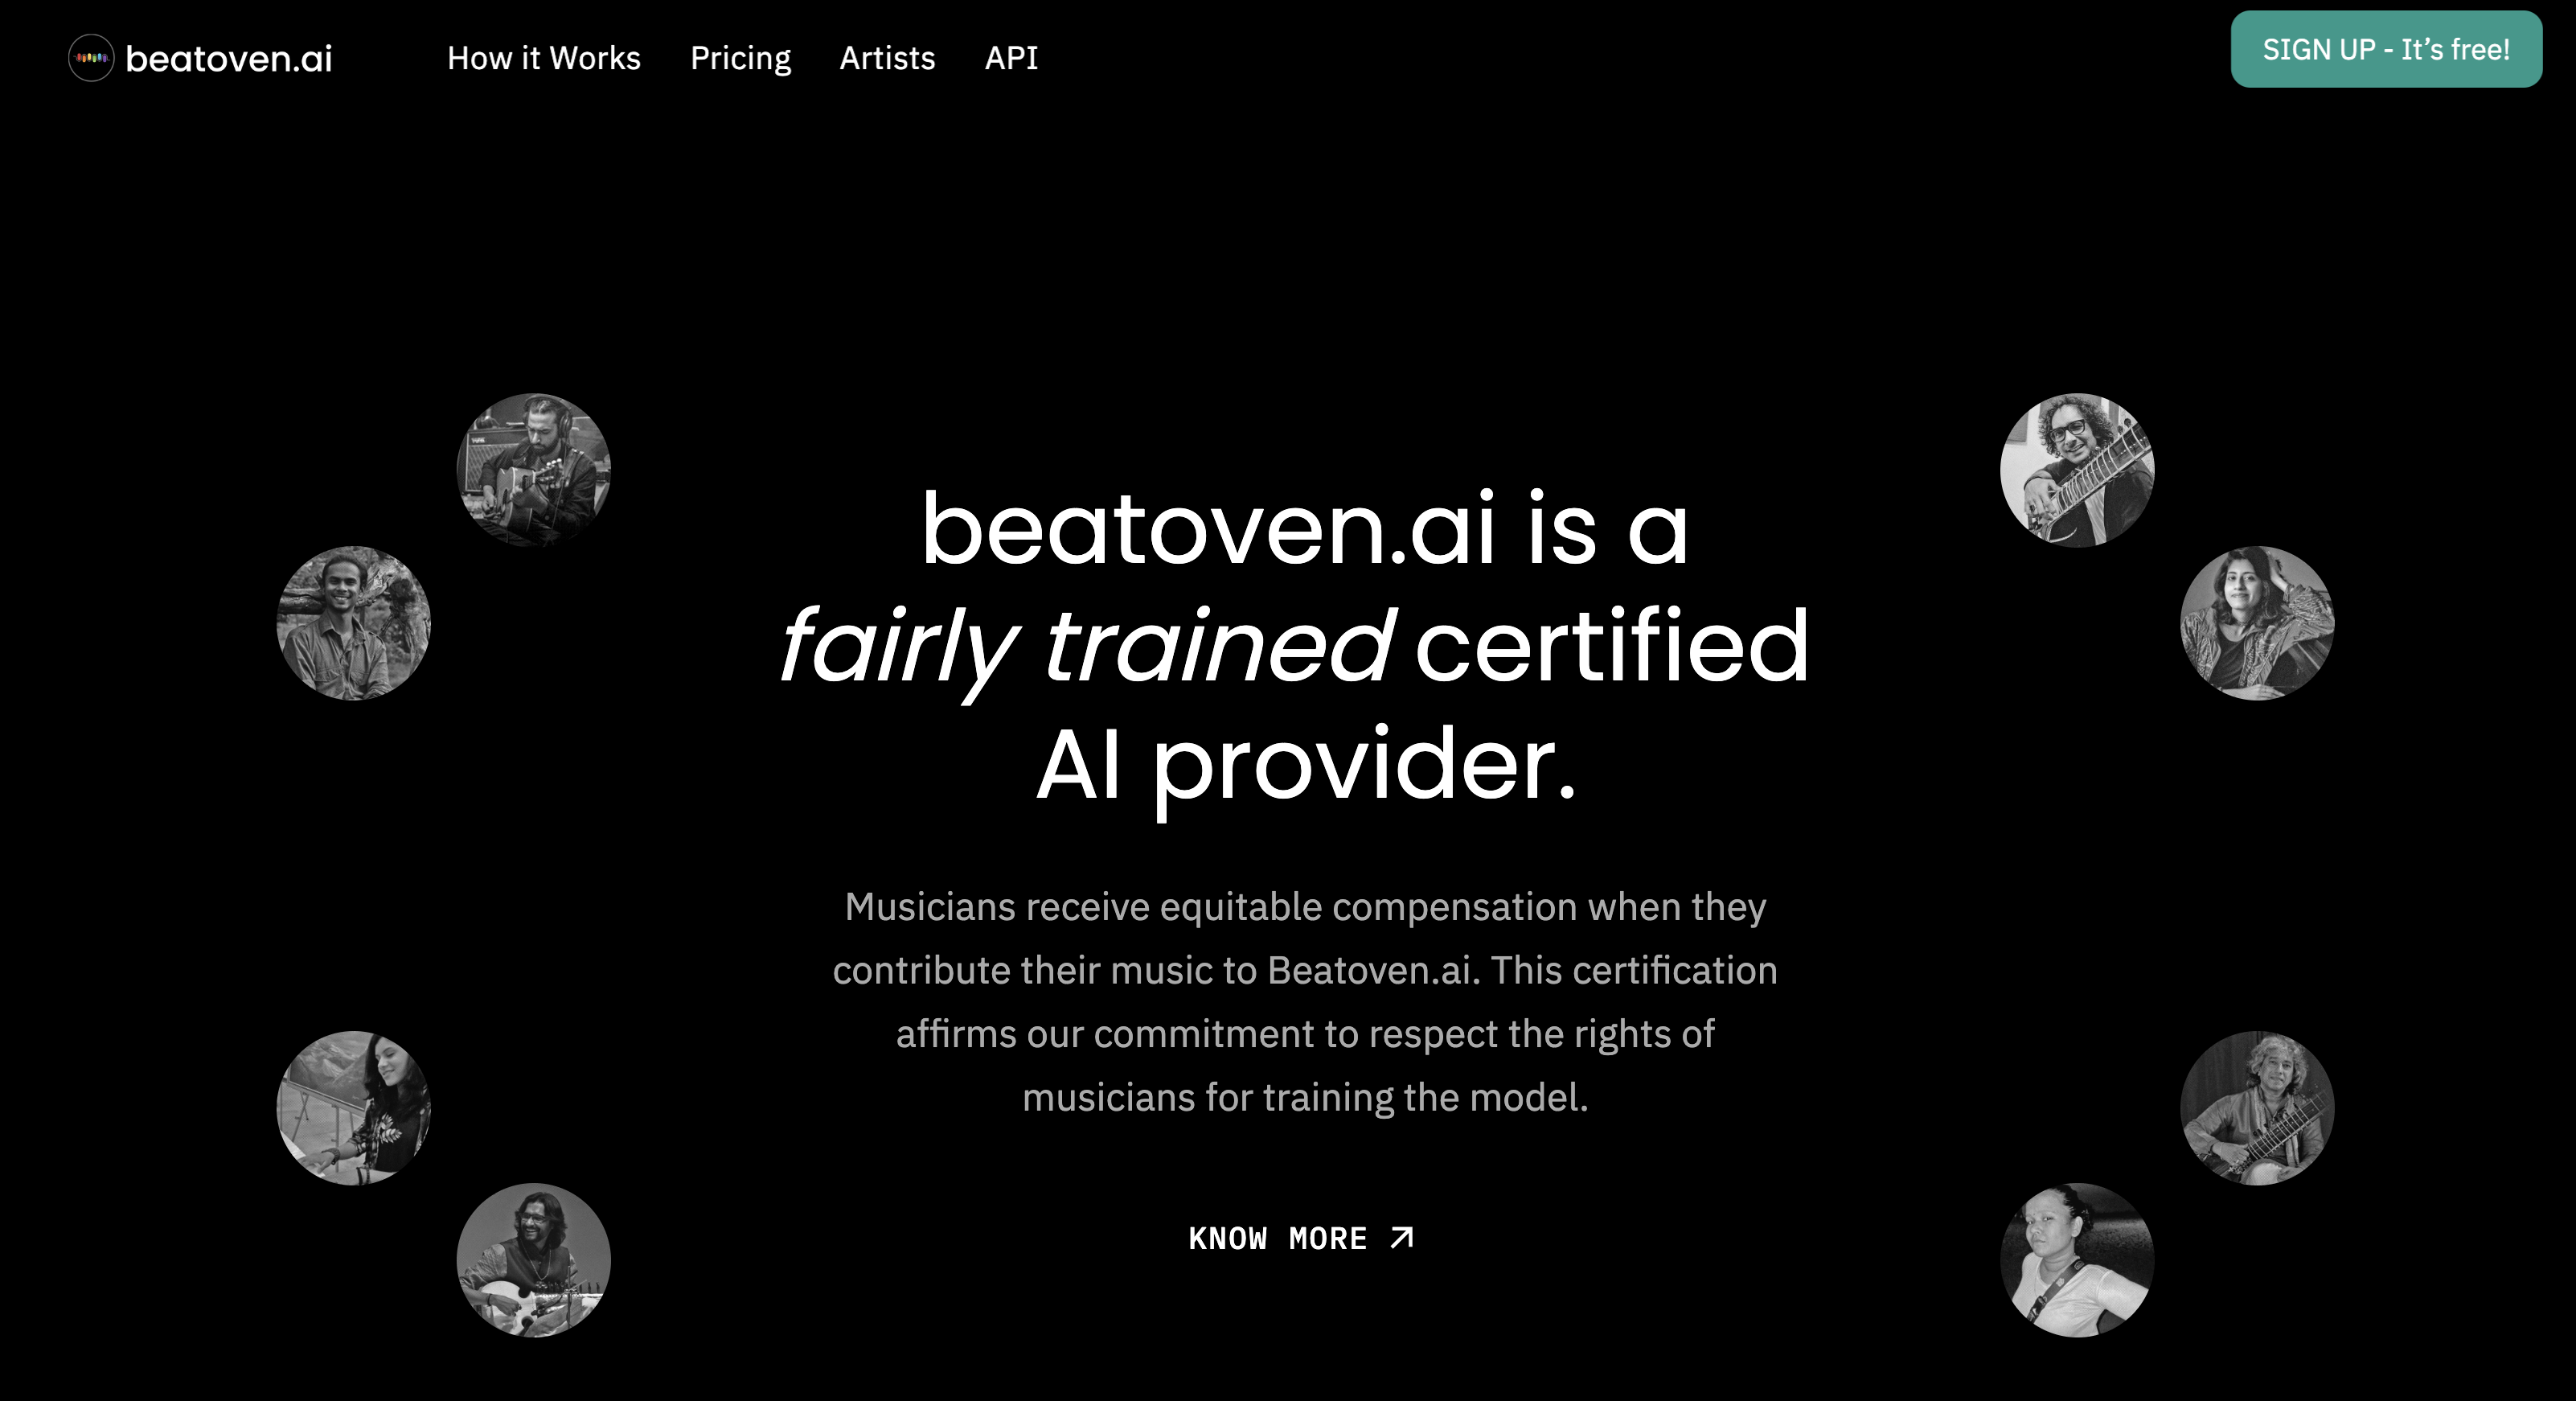 beatoven.ai
How it Works
Pricing
Artists
API
SIGN UP - It’s free!
beatoven.ai is a
fairly trained certified
AI provider.
Musicians receive equitable compensation when they
contribute their music to Beatoven.ai. This certification
affirms our commitment to respect the rights of
musicians for training the model.
KNOW MORE